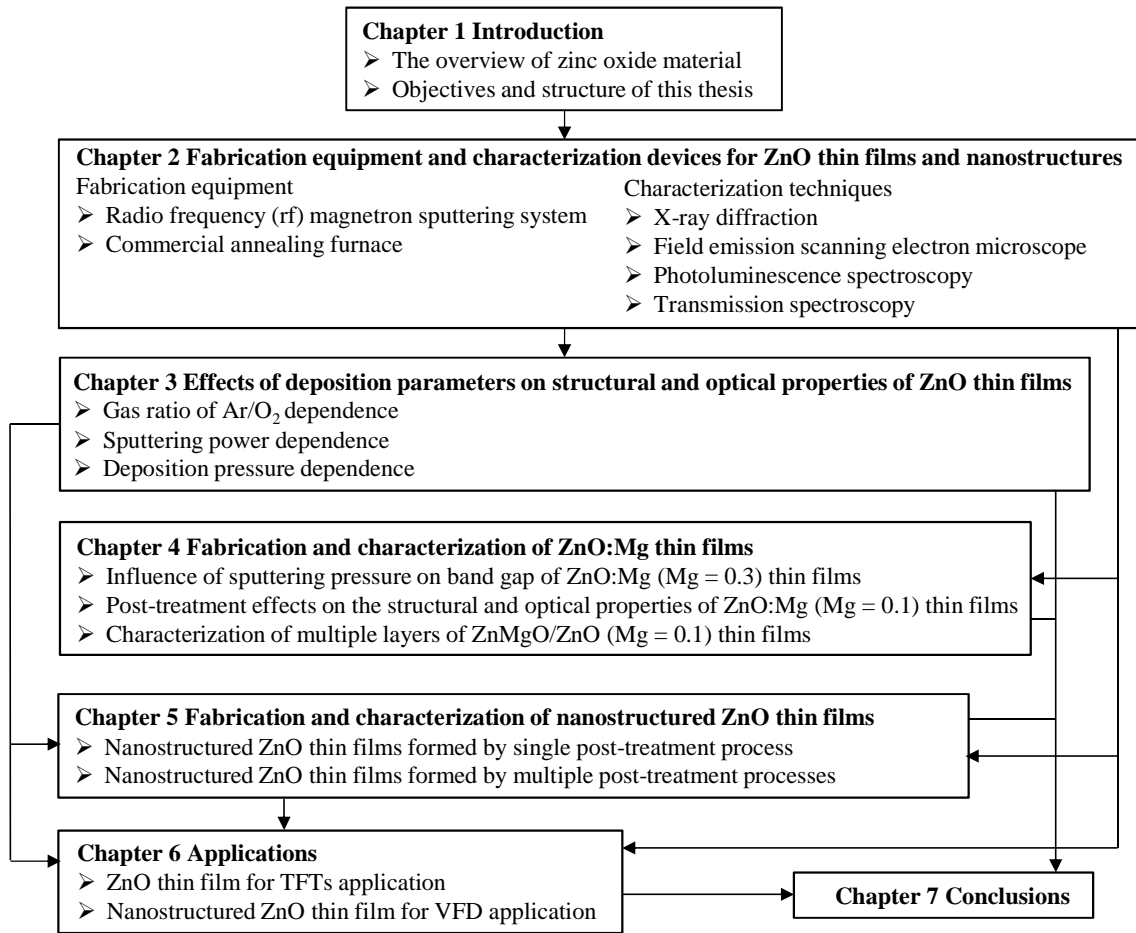 Chapter 1 Introduction
➢ The overview of zinc oxide material
➢ Objectives and structure of this thesis
Chapter 2 Fabrication equipment and characterization devices for ZnO thin films and nanostructures
Fabrication equipment
➢ Radio frequency (rf) magnetron sputtering system
➢ Commercial annealing furnace
Characterization techniques
➢ X-ray diffraction
➢ Field emission scanning electron microscope
➢ Photoluminescence spectroscopy
➢ Transmission spectroscopy
Chapter 3 Effects of deposition parameters on structural and optical properties of ZnO thin films
➢ Gas ratio of Ar/O₂ dependence
➢ Sputtering power dependence
➢ Deposition pressure dependence
Chapter 4 Fabrication and characterization of ZnO:Mg thin films
➢ Influence of sputtering pressure on band gap of ZnO:Mg (Mg = 0.3) thin films
➢ Post-treatment effects on the structural and optical properties of ZnO:Mg (Mg = 0.1) thin films
➢ Characterization of multiple layers of ZnMgO/ZnO (Mg = 0.1) thin films
Chapter 5 Fabrication and characterization of nanostructured ZnO thin films
➢ Nanostructured ZnO thin films formed by single post-treatment process
➢ Nanostructured ZnO thin films formed by multiple post-treatment processes
Chapter 6 Applications
➢ ZnO thin film for TFTs application
➢ Nanostructured ZnO thin film for VFD application
Chapter 7 Conclusions